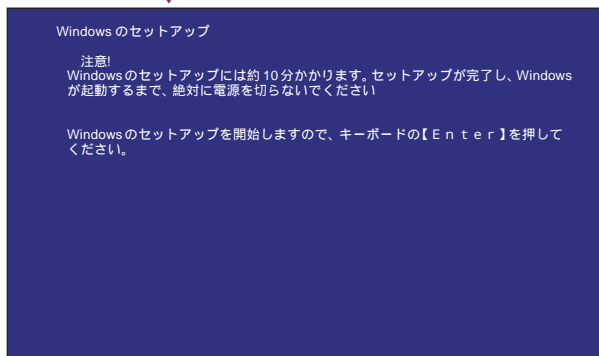 Windows のセットアップ
注意!
Windowsのセットアップには約10分かかります。セットアップが完了し、Windows
が起動するまで、絶対に電源を切らないでください
Windowsのセットアップを開始しますので、キーボードの【Enter】を押して
ください。